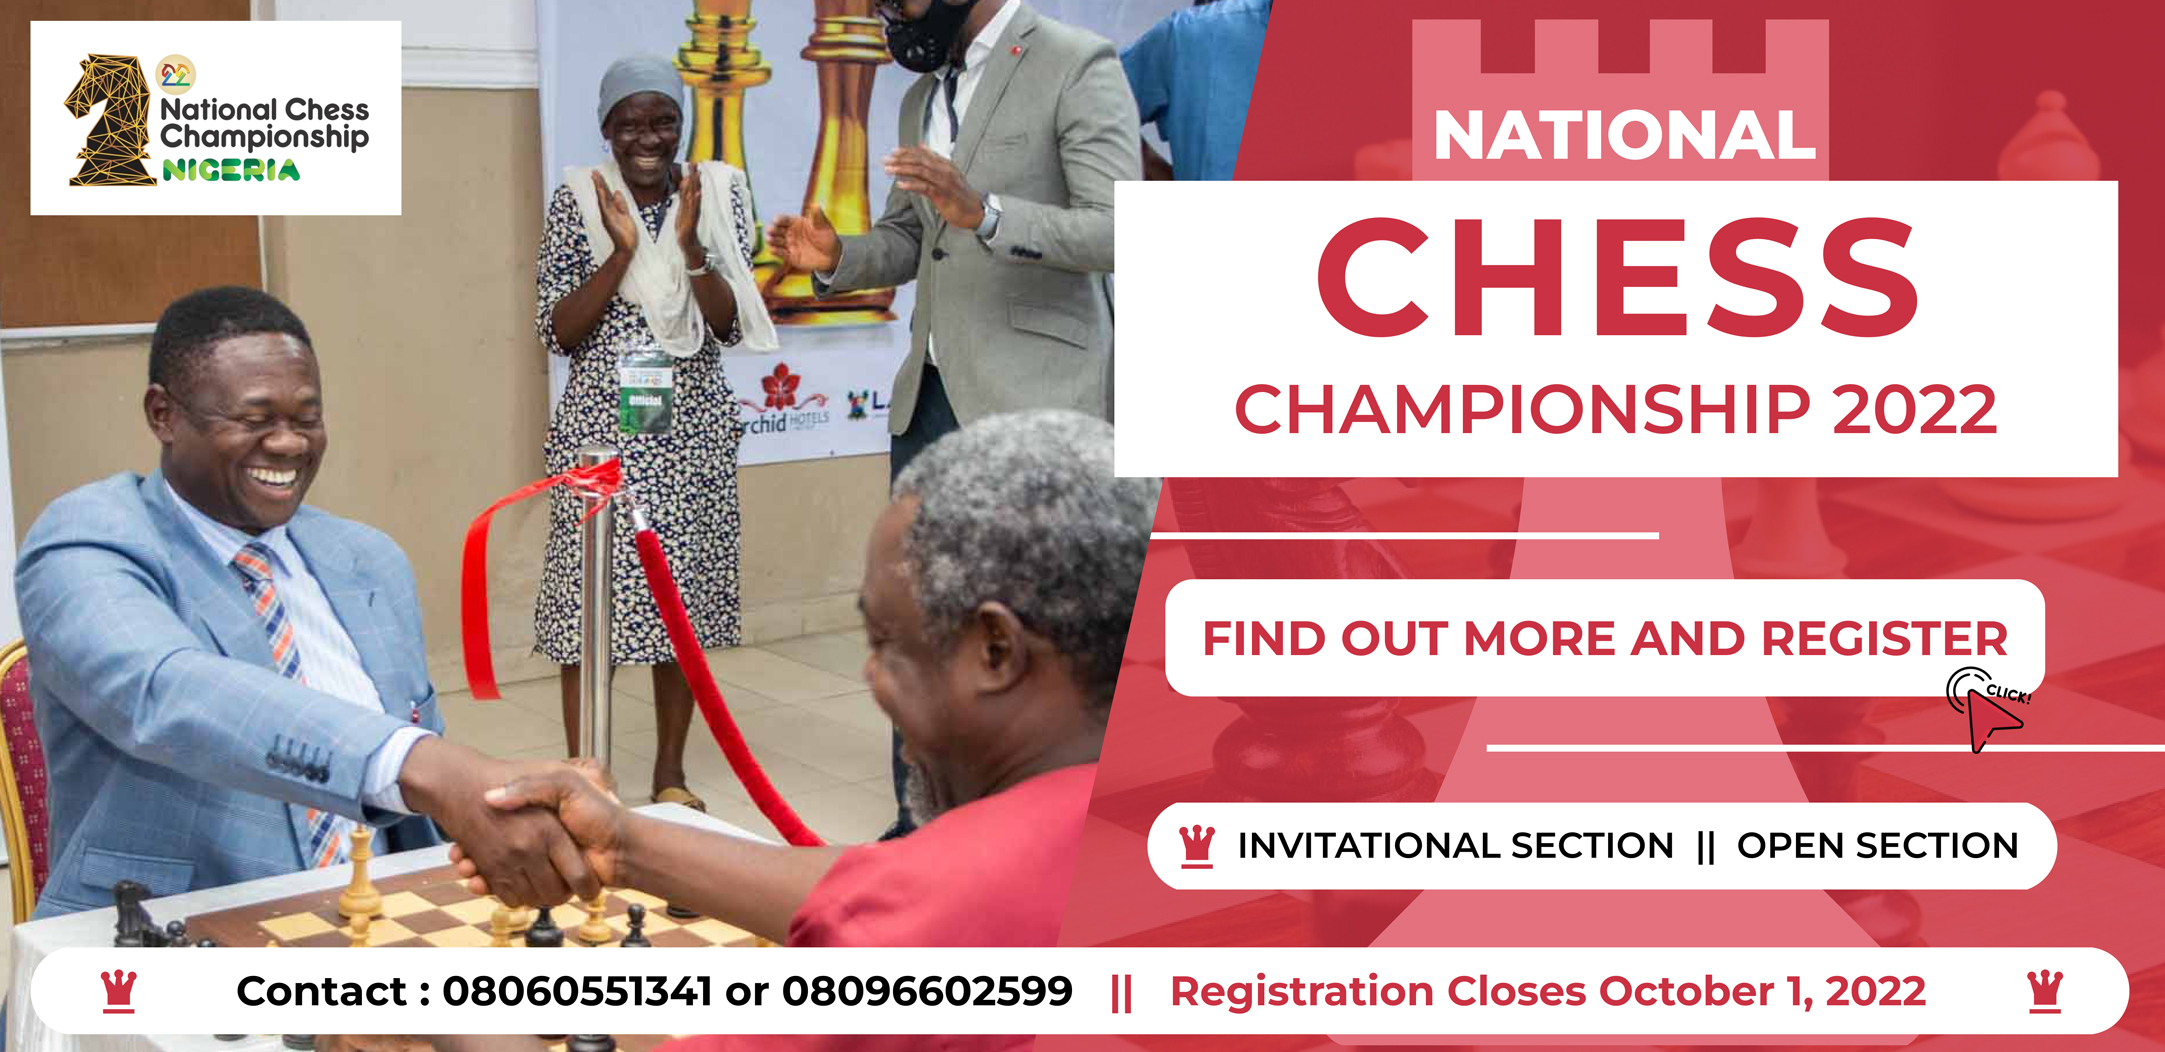 National Chess
Championship
NIGERIA
Official
rchid HOTELS
NATIONAL
CHESS
CHAMPIONSHIP 2022
FIND OUT MORE AND REGISTER
CLICK!
INVITATIONAL SECTION || OPEN SECTION
Contact : 08060551341 or 08096602599 || Registration Closes October 1, 2022